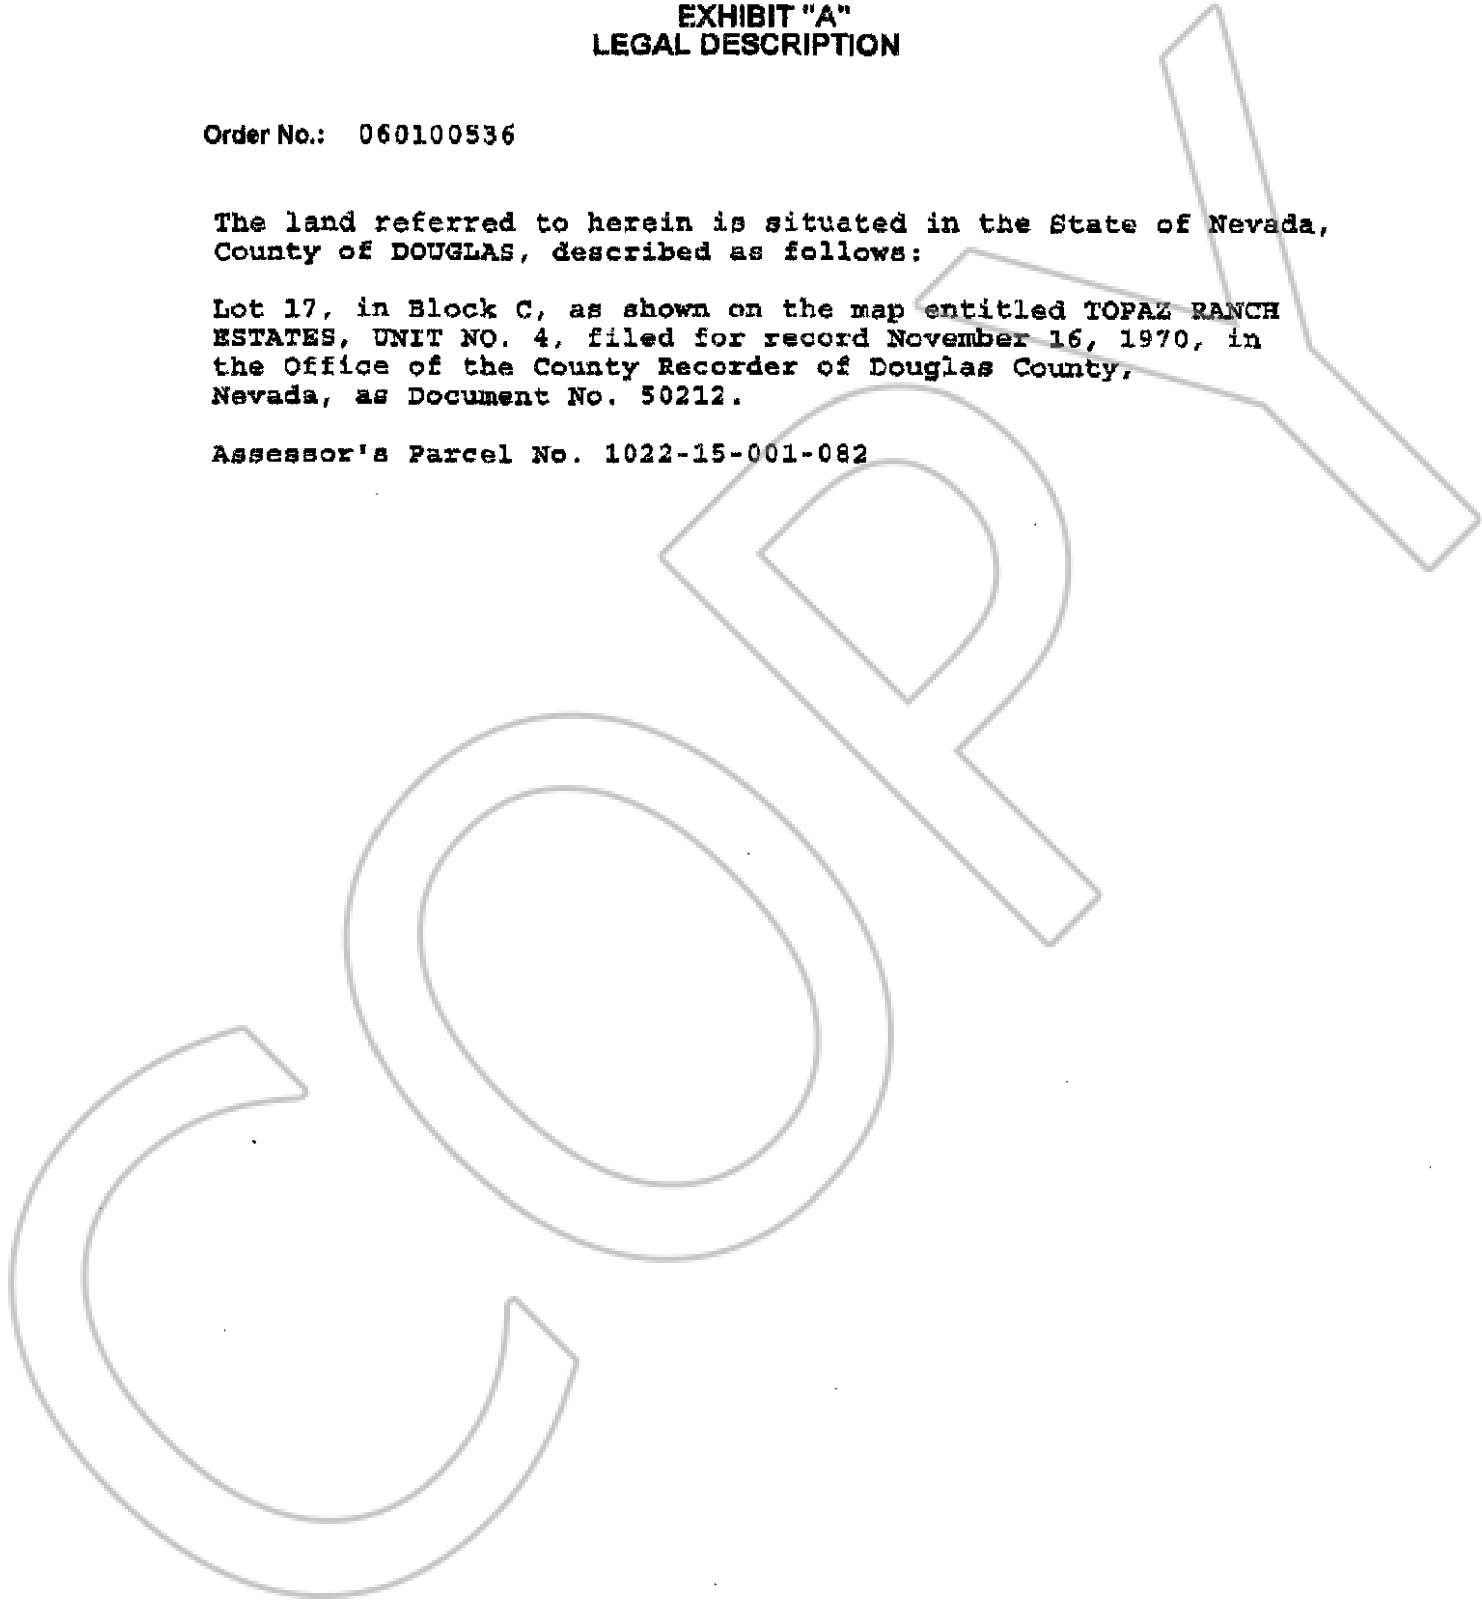 EXHIBIT "A"
LEGAL DESCRIPTION
Order No.: 060100536
The land referred to herein is situated in the State of Nevada,
County of DOUGLAS, described as follows:
Lot 17, in Block C, as shown on the map entitled TOPAZ RANCH
ESTATES, UNIT NO. 4, filed for record November 16, 1970, in
the Office of the County Recorder of Douglas County,
Nevada, as Document No. 50212.
Assessor's Parcel No. 1022-15-001-082
COPY